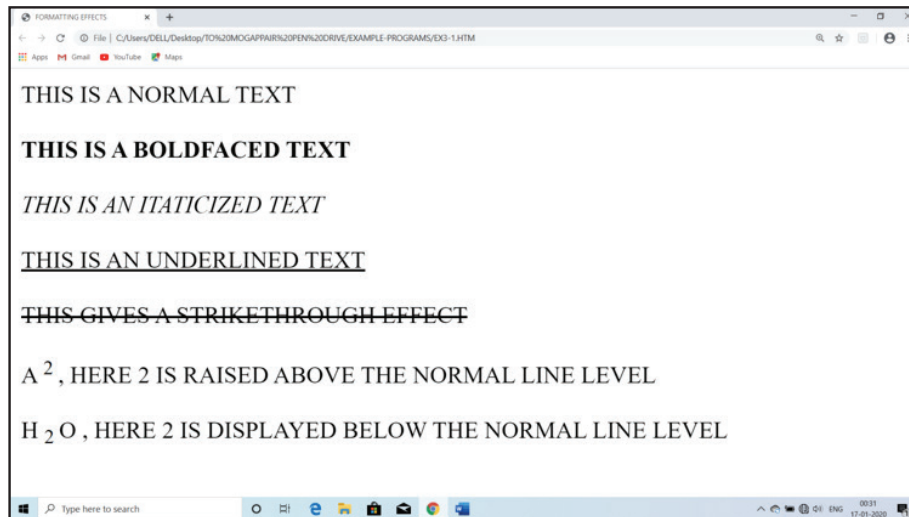 FORMATTING EFFECTS
File | C:/Users/DELL/Desktop/TO%20MOGAPPAIR%20PEN%20DRIVE/EXAMPLE-PROGRAMS/EX3-1.HTM
Apps Gmail YouTube Maps
THIS IS A NORMAL TEXT
THIS IS A BOLDFACED TEXT
THIS IS AN ITATICIZED TEXT
THIS IS AN UNDERLINED TEXT
THIS GIVES A STRIKETHROUGH EFFECT
A 2 , HERE 2 IS RAISED ABOVE THE NORMAL LINE LEVEL
H 2 O , HERE 2 IS DISPLAYED BELOW THE NORMAL LINE LEVEL
Type here to search ENG 00:31
17-01-2020